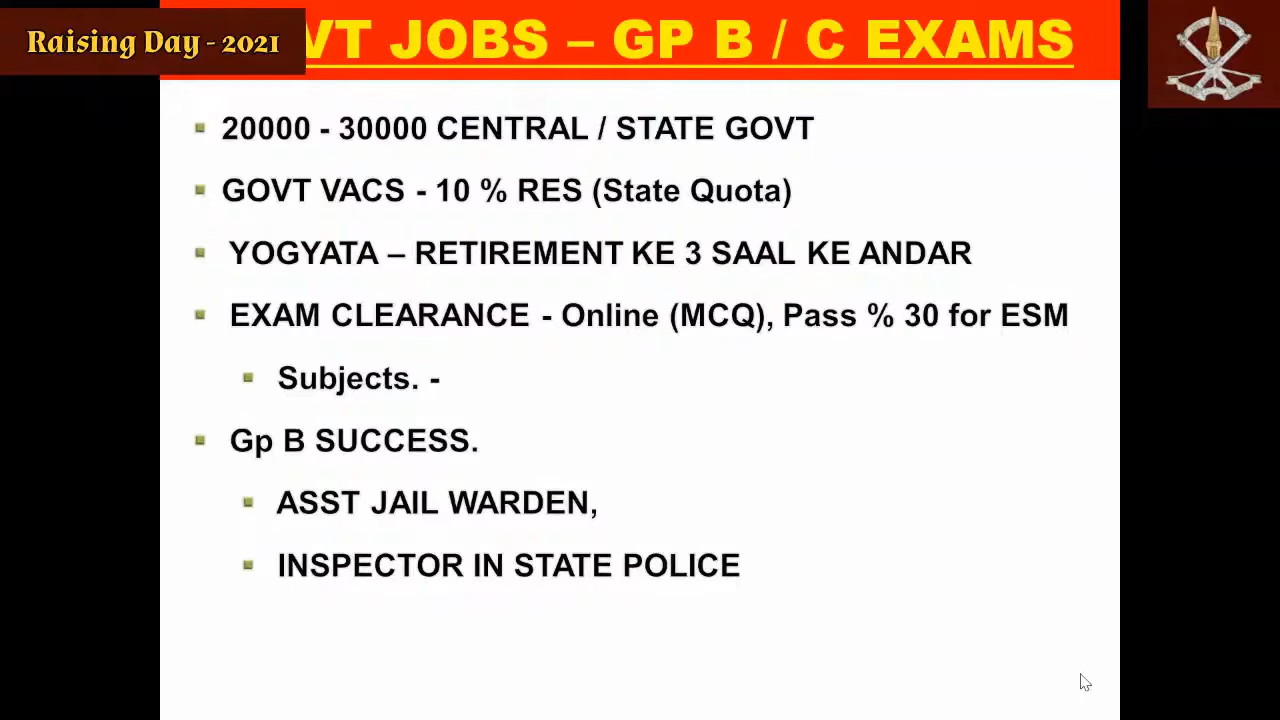 Raising Day - 2021
VT JOBS – GP B / C EXAMS
20000 - 30000 CENTRAL / STATE GOVT
GOVT VACS - 10 % RES (State Quota)
YOGYATA – RETIREMENT KE 3 SAAL KE ANDAR
EXAM CLEARANCE - Online (MCQ), Pass % 30 for ESM
Subjects. -
Gp B SUCCESS.
ASST JAIL WARDEN,
INSPECTOR IN STATE POLICE